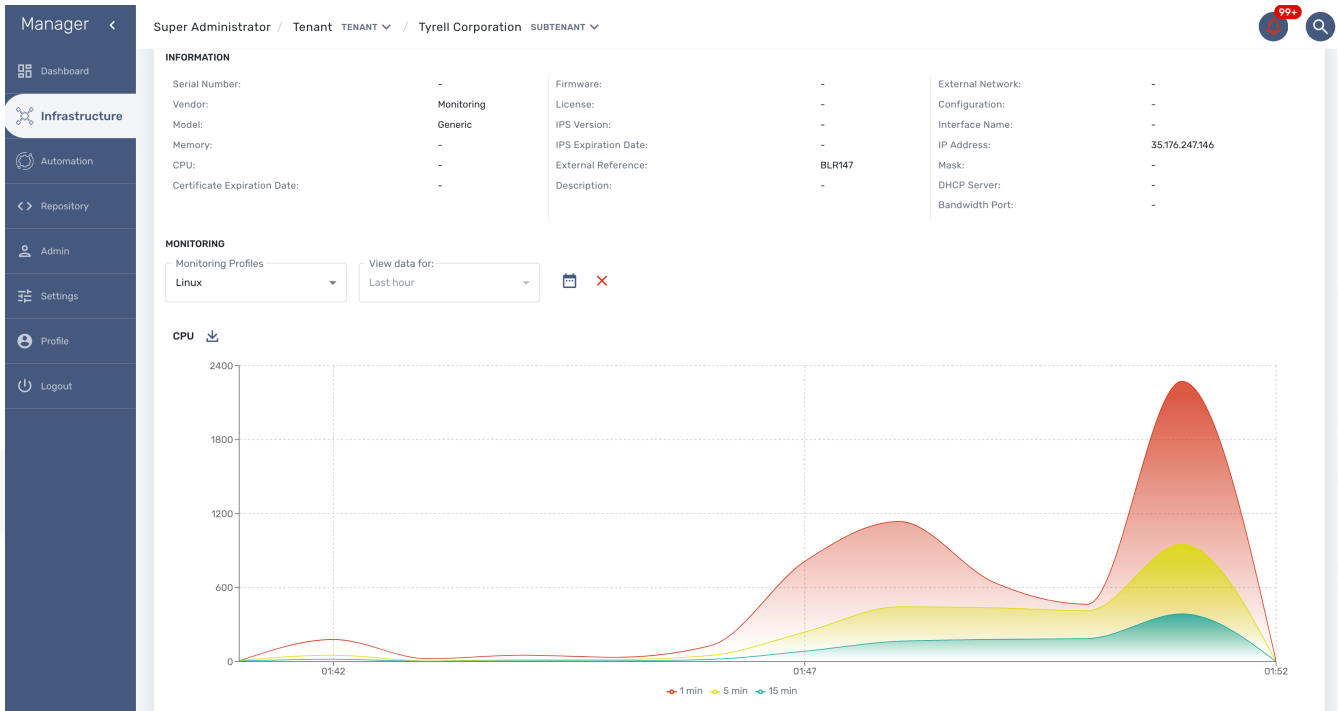 Manager
Super Administrator / Tenant TENANT / Tyrell Corporation SUBTENANT
99+
Dashboard
Infrastructure
Automation
Repository
Admin
Settings
Profile
Logout
INFORMATION
Serial Number: -
Vendor: Monitoring
Model: Generic
Memory: -
CPU: -
Certificate Expiration Date: -
Firmware: -
License: -
IPS Version: -
IPS Expiration Date: -
External Reference: BLR147
Description: -
External Network: -
Configuration: -
Interface Name: -
IP Address: 35.176.247.146
Mask: -
DHCP Server: -
Bandwidth Port: -
MONITORING
Monitoring Profiles
Linux
View data for:
Last hour
CPU
2400
1800
1200
600
0
01:42 01:47 01:52
1 min 5 min 15 min